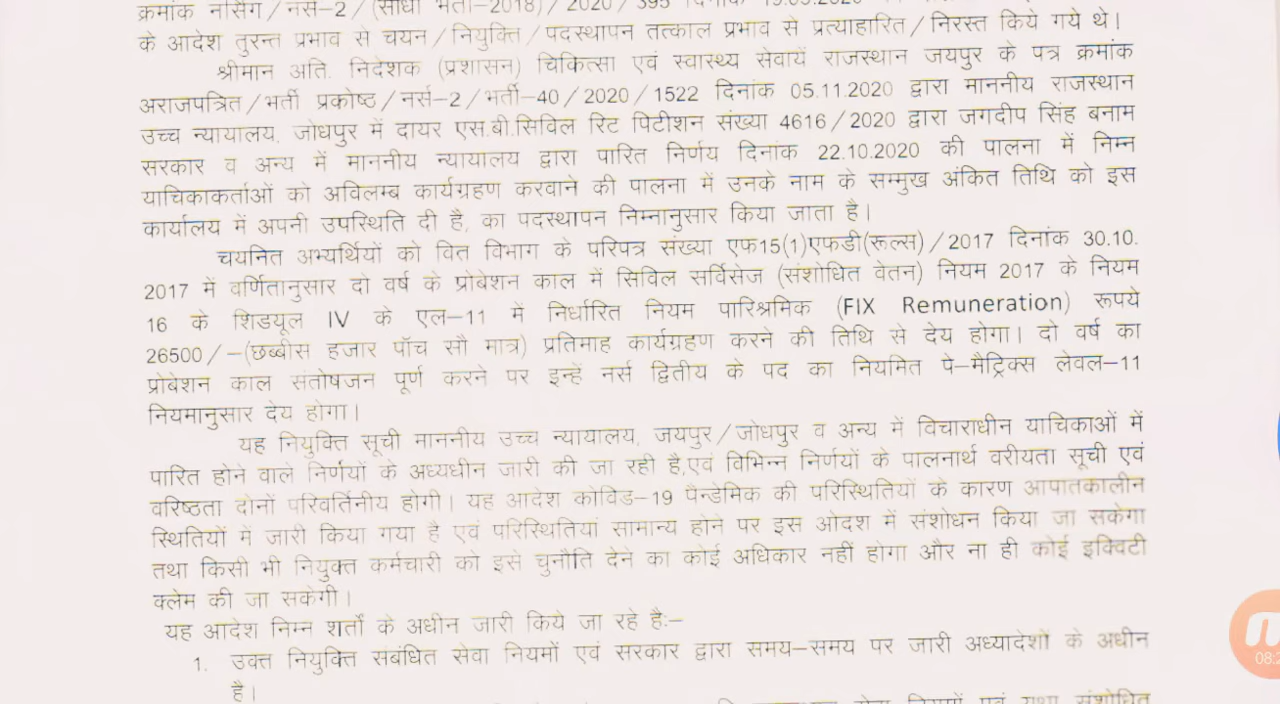 क्रमांक नर्सिंग/नर्स-2/(सीधी भर्ती-2018)/2020/395 दिनांक
के आदेश तुरन्त प्रभाव से चयन/नियुक्ति/पदस्थापन तत्काल प्रभाव से प्रत्याहारित/निरस्त किये गये थे।
श्रीमान अति. निदेशक (प्रशासन) चिकित्सा एवं स्वास्थ्य सेवायें राजस्थान जयपुर के पत्र क्रमांक
अराजपत्रित/भर्ती प्रकोष्ठ/नर्स-2/भर्ती-40/2020/1522 दिनांक 05.11.2020 द्वारा माननीय राजस्थान
उच्च न्यायालय, जोधपुर में दायर एस.बी.सिविल रिट पिटीशन संख्या 4616/2020 द्वारा जगदीप सिंह बनाम
सरकार व अन्य में माननीय न्यायालय द्वारा पारित निर्णय दिनांक 22.10.2020 की पालना में निम्न
याचिकाकर्ताओं को अविलम्ब कार्यग्रहण करवाने की पालना में उनके नाम के सम्मुख अंकित तिथि को इस
कार्यालय में अपनी उपस्थिति दी है, का पदस्थापन निम्नानुसार किया जाता है।
चयनित अभ्यर्थियों को वित विभाग के परिपत्र संख्या एफ15(1)एफडी(रूल्स)/2017 दिनांक 30.10.
2017 में वर्णितानुसार दो वर्ष के प्रोबेशन काल में सिविल सर्विसेज (संशोधित वेतन) नियम 2017 के नियम
16 के शिडयूल IV के एल-11 में निर्धारित नियम पारिश्रमिक (FIX Remuneration) रूपये
26500/-(छब्बीस हजार पॉच सौ मात्र) प्रतिमाह कार्यग्रहण करने की तिथि से देय होगा। दो वर्ष का
प्रोबेशन काल संतोषजन पूर्ण करने पर इन्हें नर्स द्वितीय के पद का नियमित पे-मैट्रिक्स लेवल-11
नियमानुसार देय होगा।
यह नियुक्ति सूची माननीय उच्च न्यायालय, जयपुर/जोधपुर व अन्य में विचाराधीन याचिकाओं में
पारित होने वाले निर्णयों के अध्यधीन जारी की जा रही है,एवं विभिन्न निर्णयों के पालनार्थ वरीयता सूची एवं
वरिष्ठता दोनों परिवर्तिनीय होगी। यह आदेश कोविड-19 पैन्डेमिक की परिस्थितियों के कारण आपातकालीन
स्थितियों में जारी किया गया है एवं परिस्थितियां सामान्य होने पर इस ओदश में संशोधन किया जा सकेगा
तथा किसी भी नियुक्त कर्मचारी को इसे चुनौति देने का कोई अधिकार नहीं होगा और ना ही कोई इक्विटी
क्लेम की जा सकेगी।
यह आदेश निम्न शर्तो के अधीन जारी किये जा रहे है:-
1. उक्त नियुक्ति संबंधित सेवा नियमों एवं सरकार द्वारा समय-समय पर जारी अध्यादेशों के अधीन
है।